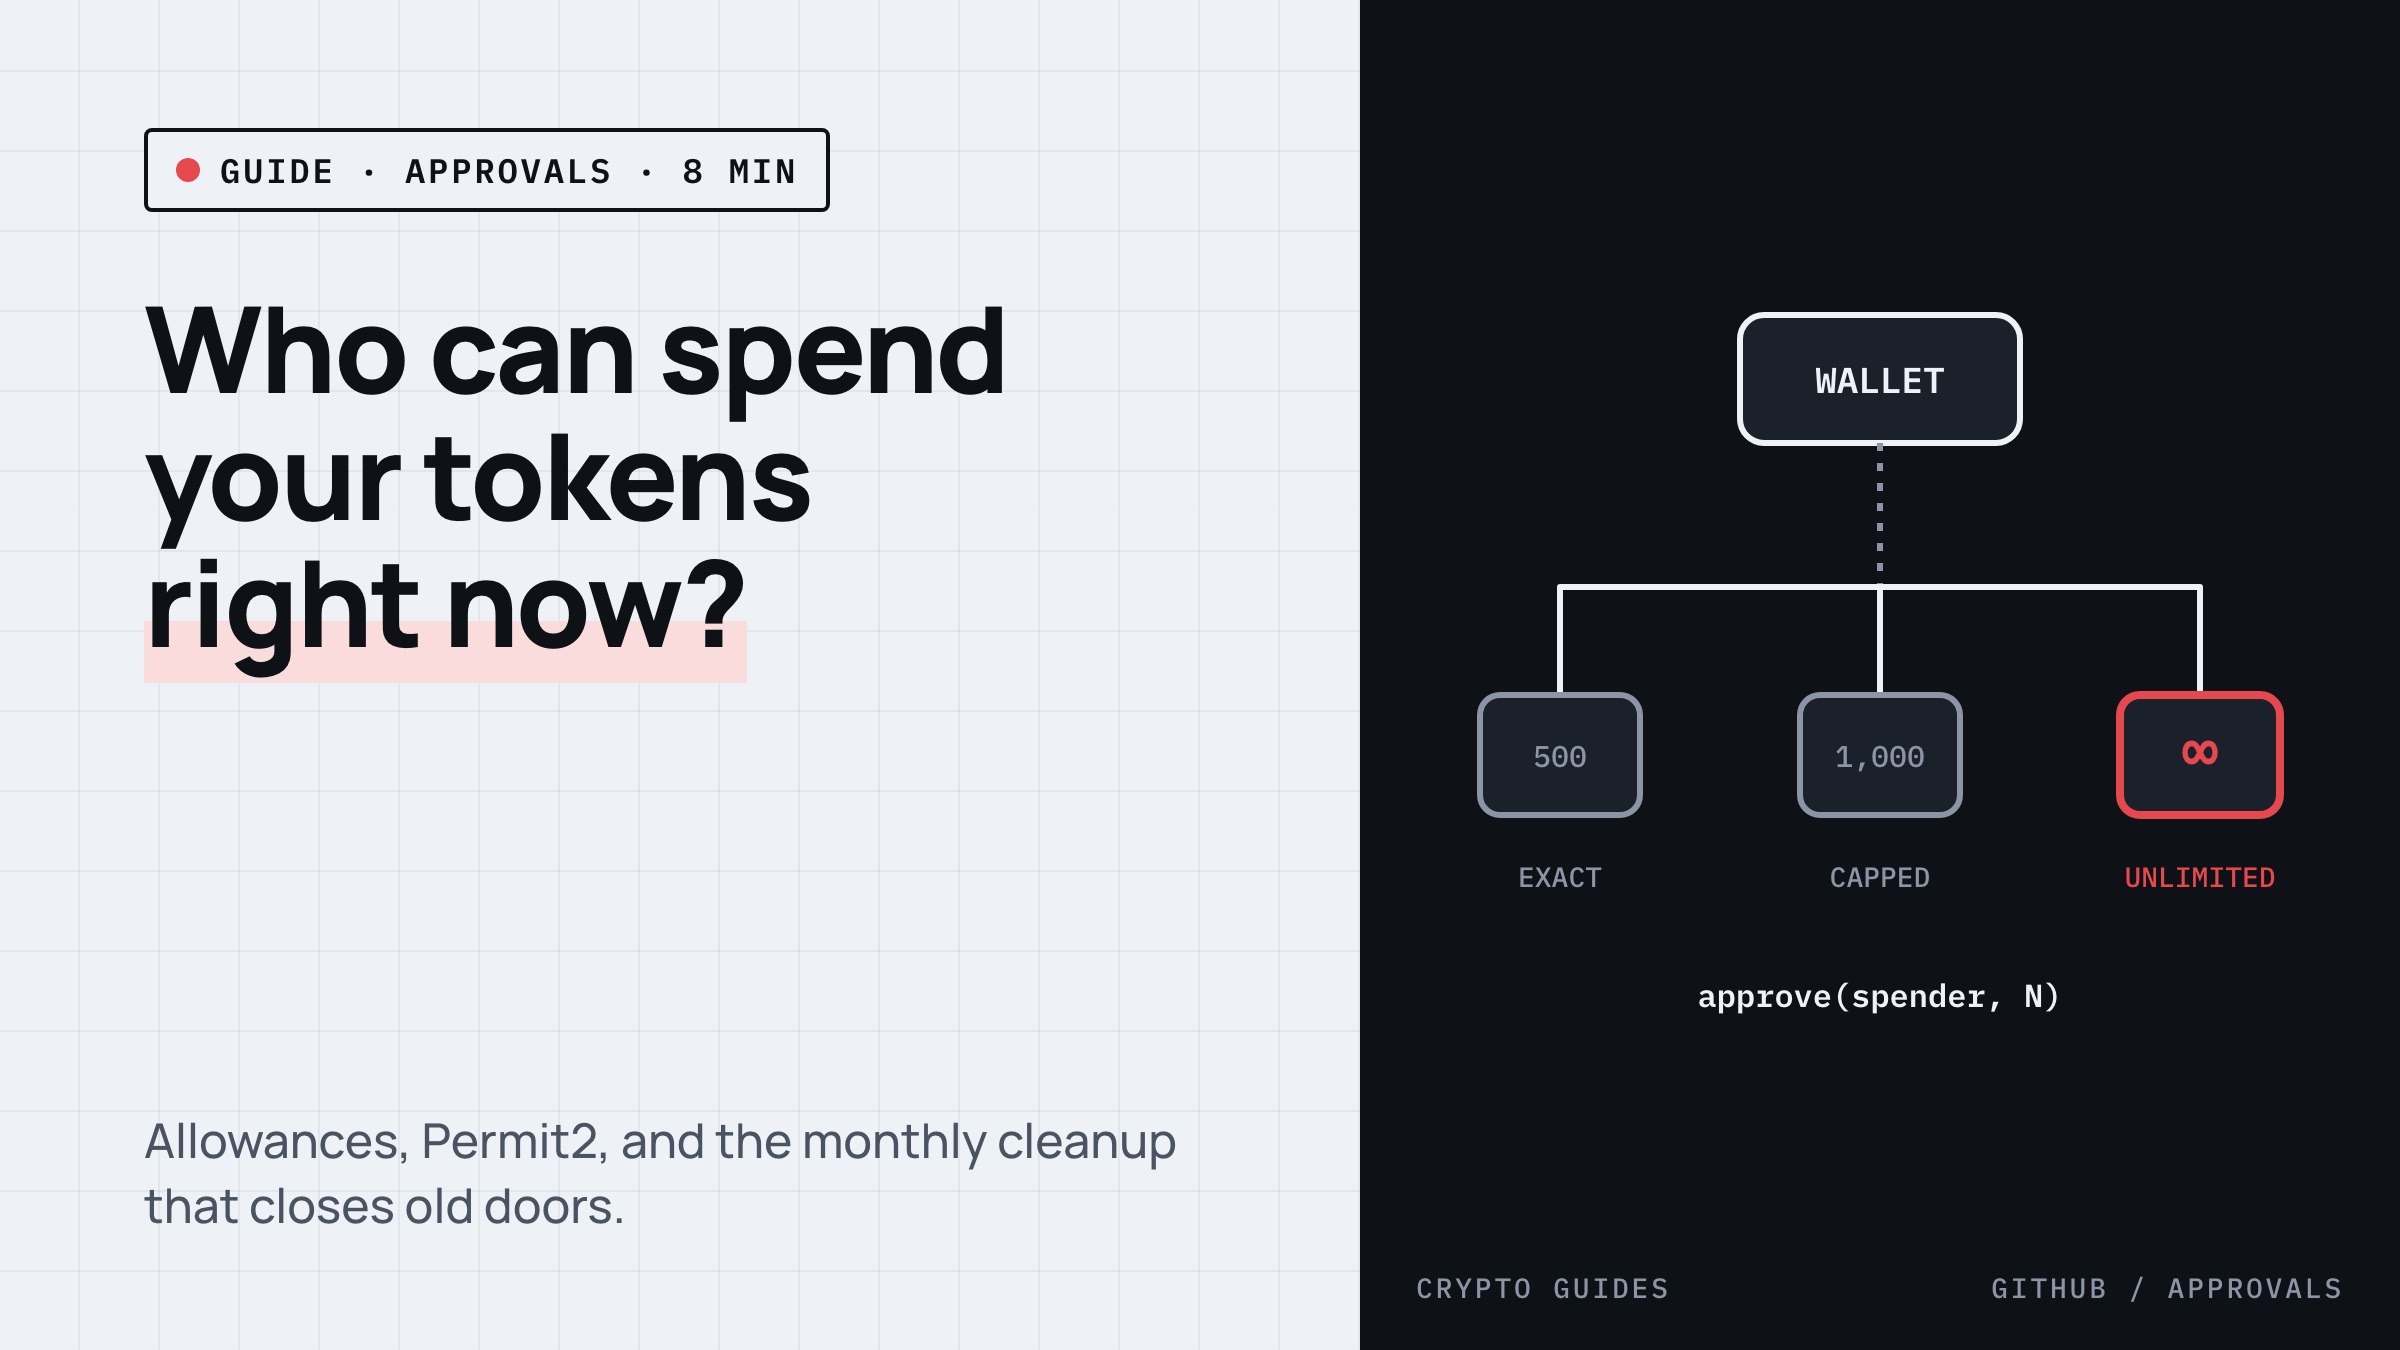 GUIDE · APPROVALS · 8 MIN
Who can spend
your tokens
right now?
Allowances, Permit2, and the monthly cleanup
that closes old doors.
WALLET
500
1,000
∞
EXACT
CAPPED
UNLIMITED
approve(spender, N)
CRYPTO GUIDES
GITHUB / APPROVALS